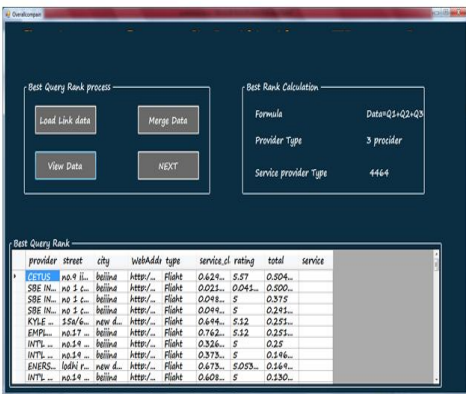 Overallcompari
Best Query Rank process
Load Link data
Merge Data
View Data
NEXT
Best Rank Calculation
Formula Data=Q1+Q2+Q3
Provider Type 3 procider
Service provider Type 4464
Best Query Rank
provider street city WebAddr type service_cl rating total service
CETUS no.9 ji... beijing http:/... Flight 0.629... 5.57 0.504...
SBE IN... no 1 c... beijing http:/... Flight 0.021... 0.041... 0.500...
SBE IN... no 1 c... beijing http:/... Flight 0.098... 5 0.375
SBE IN... no 1 c... beijing http:/... Flight 0.099... 5 0.291...
KYLE ... 15a/6... new d... http:/... Flight 0.694... 5.12 0.251...
EMPL... no.17 ... beijing http:/... Flight 0.762... 5.12 0.251...
INT'L ... no.19 ... beijing http:/... Flight 0.326... 5 0.25
INT'L ... no.19 ... beijing http:/... Flight 0.373... 5 0.196...
ENERS... lodhi r... new d... http:/... Flight 0.673... 5.053... 0.164...
INT'L ... no.19 ... beijing http:/... Flight 0.608... 5 0.130...